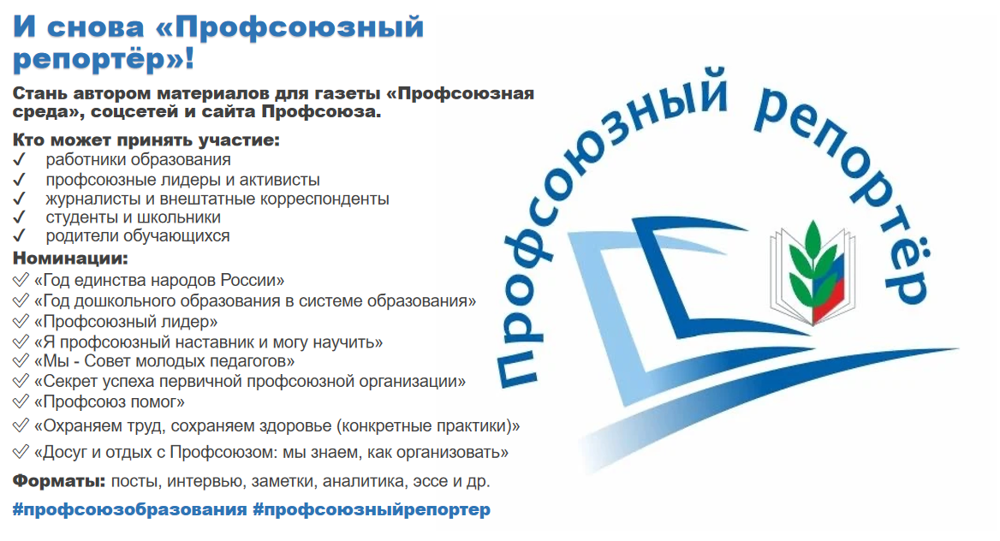 И снова «Профсоюзный
репортёр»!
Стань автором материалов для газеты «Профсоюзная
среда», соцсетей и сайта Профсоюза.
Кто может принять участие:
✓ работники образования
✓ профсоюзные лидеры и активисты
✓ журналисты и внештатные корреспонденты
✓ студенты и школьники
✓ родители обучающихся
Номинации:
✓ «Год единства народов России»
✓ «Год дошкольного образования в системе образования»
✓ «Профсоюзный лидер»
✓ «Я профсоюзный наставник и могу научить»
✓ «Мы - Совет молодых педагогов»
✓ «Секрет успеха первичной профсоюзной организации»
✓ «Профсоюз помог»
✓ «Охраняем труд, сохраняем здоровье (конкретные практики)»
✓ «Досуг и отдых с Профсоюзом: мы знаем, как организовать»
Форматы: посты, интервью, заметки, аналитика, эссе и др.
#профсоюзобразования #профсоюзныйрепортер
профсоюзный репортёр